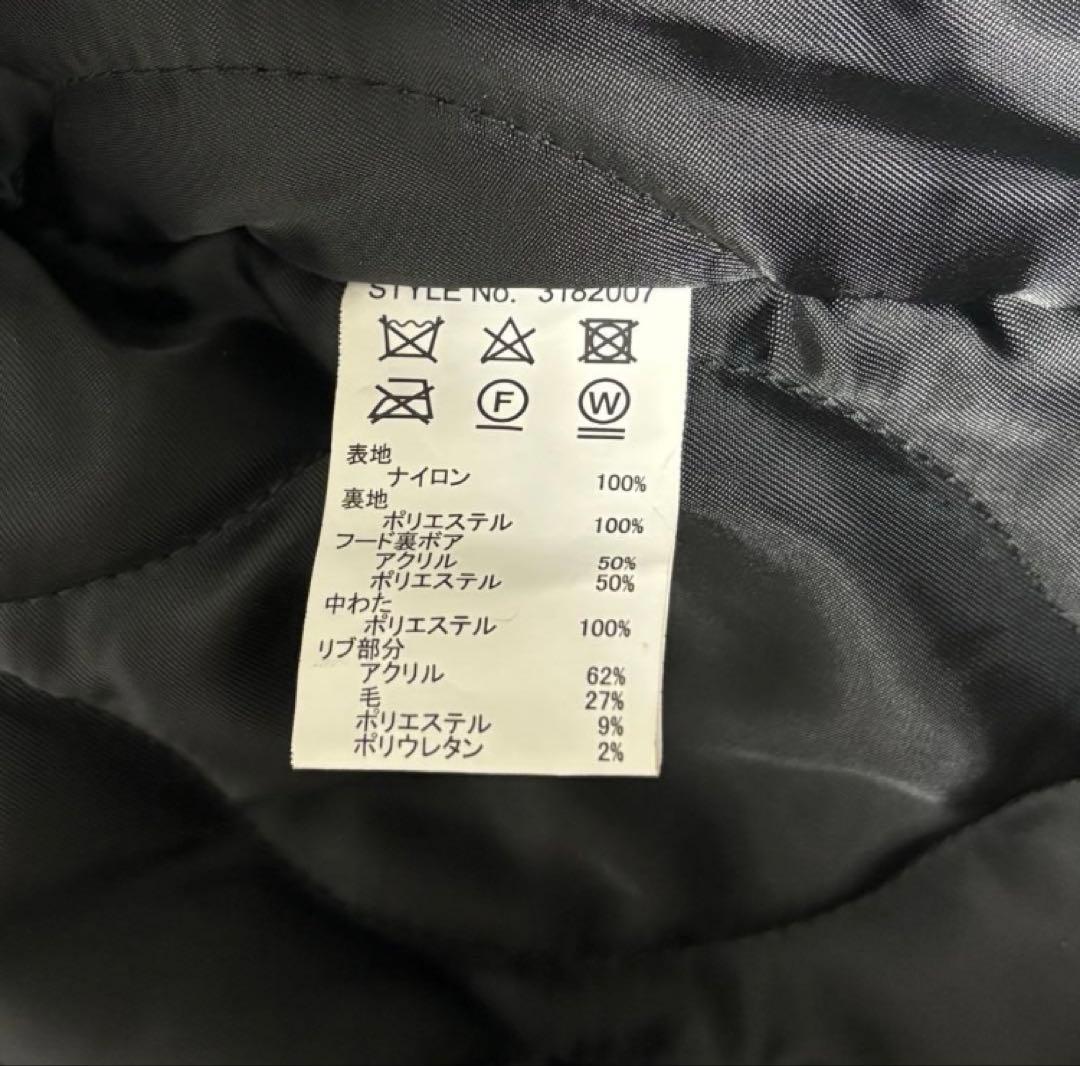 STYLE No. 3182007
F W
表地
ナイロン 100%
裏地
ポリエステル 100%
フード裏ボア
アクリル 50%
ポリエステル 50%
中わた
ポリエステル 100%
リブ部分
アクリル 62%
毛 27%
ポリエステル 9%
ポリウレタン 2%